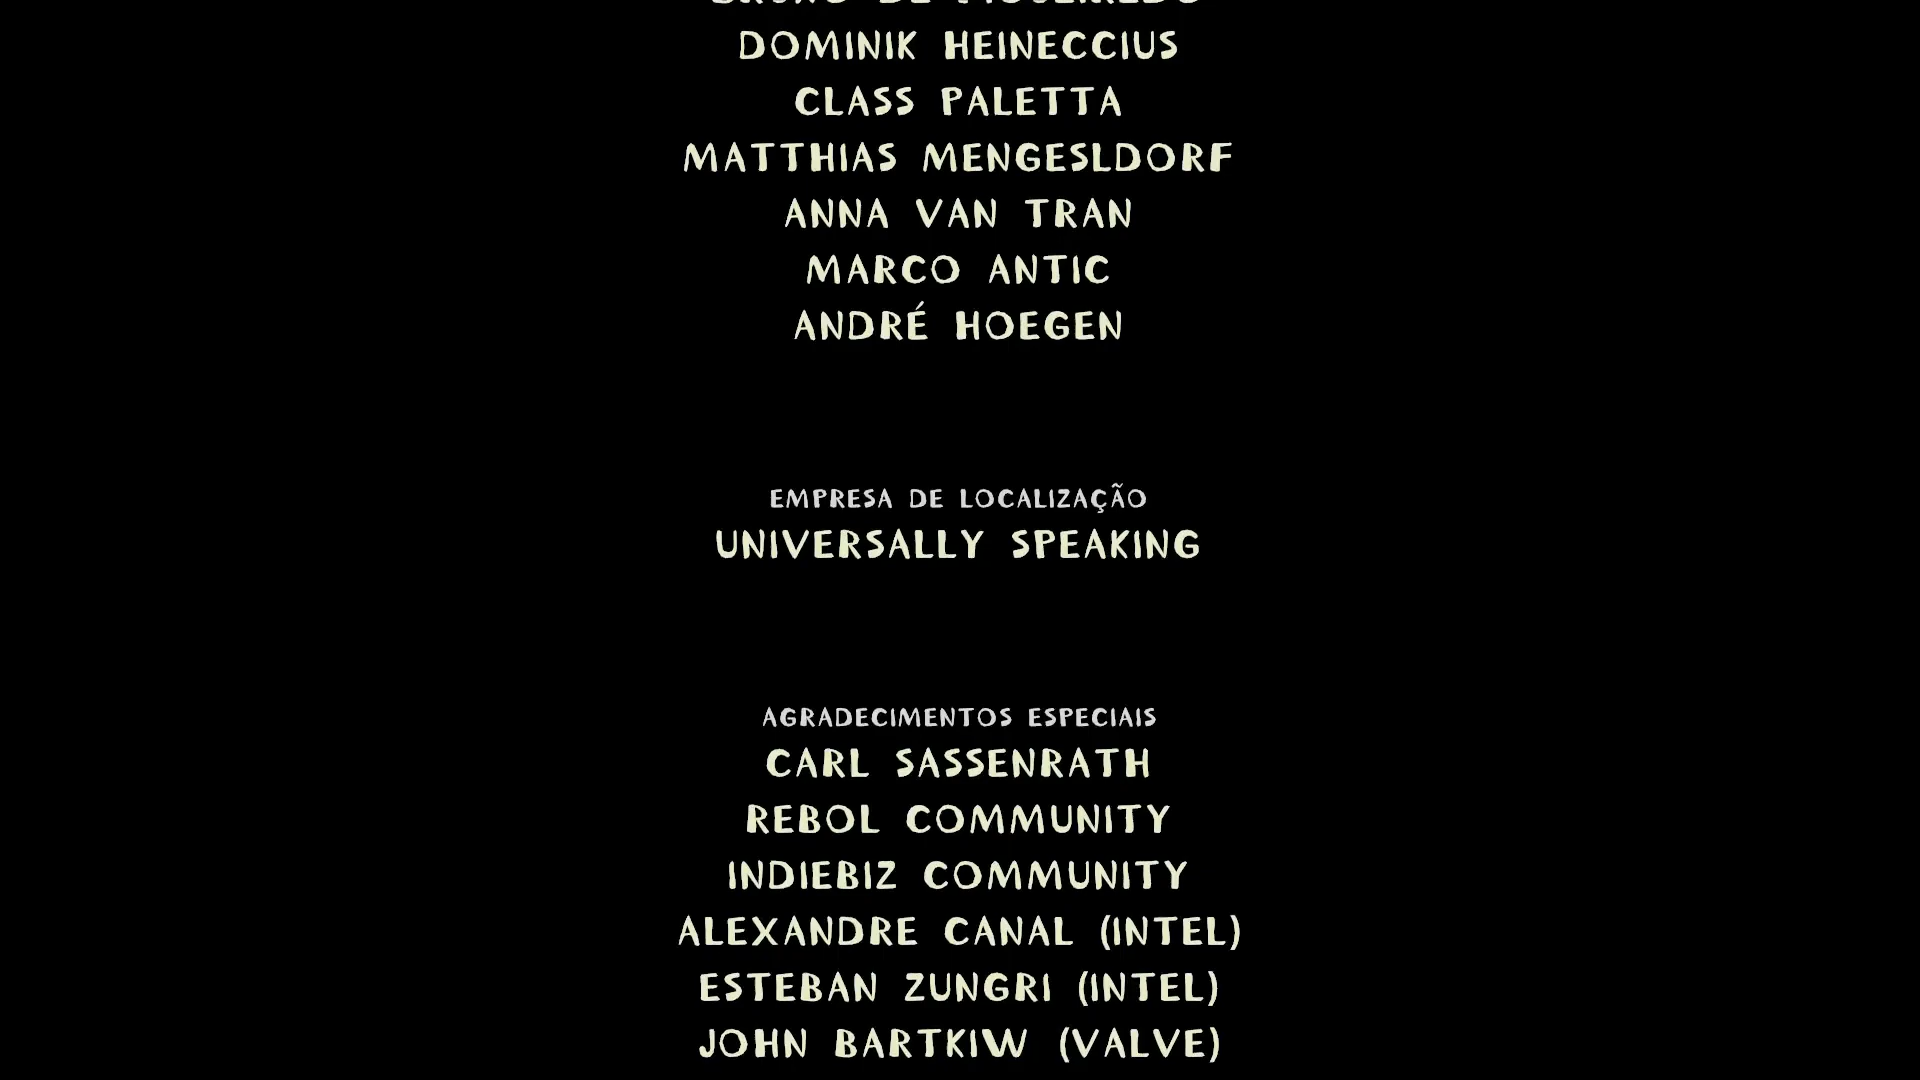 DOMINIK HEINECCIUS
CLASS PALETTA
MATTHIAS MENGESLDORF
ANNA VAN TRAN
MARCO ANTIC
ANDRÉ HOEGEN
EMPRESA DE LOCALIZAÇÃO
UNIVERSALLY SPEAKING
AGRADECIMENTOS ESPECIAIS
CARL SASSENRATH
REBOL COMMUNITY
INDIEBIZ COMMUNITY
ALEXANDRE CANAL (INTEL)
ESTEBAN ZUNGRI (INTEL)
JOHN BARTKIW (VALVE)